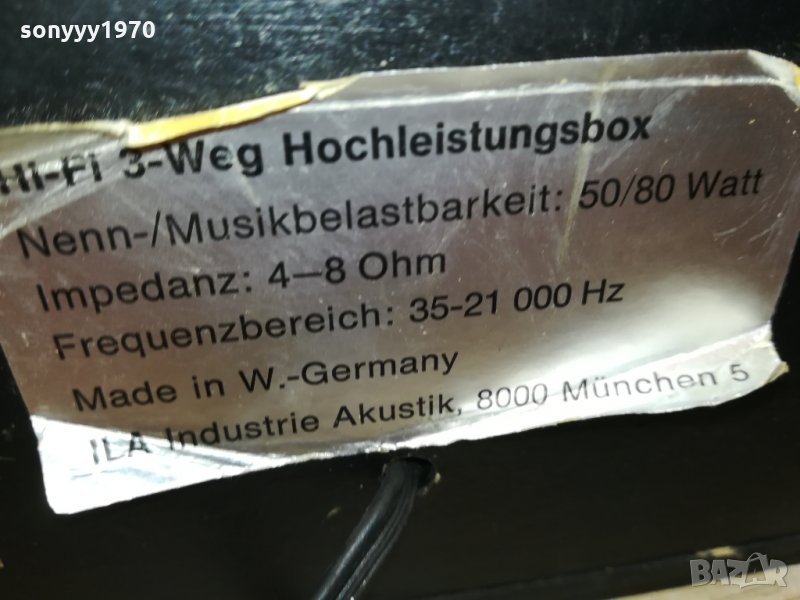 sonyyy1970
Hi-Fi 3-Weg Hochleistungsbox
Nenn-/Musikbelastbarkeit: 50/80 Watt
Impedanz: 4—8 Ohm
Frequenzbereich: 35-21 000 Hz
Made in W.-Germany
ILA Industrie Akustik, 8000 München 5
BAZAR